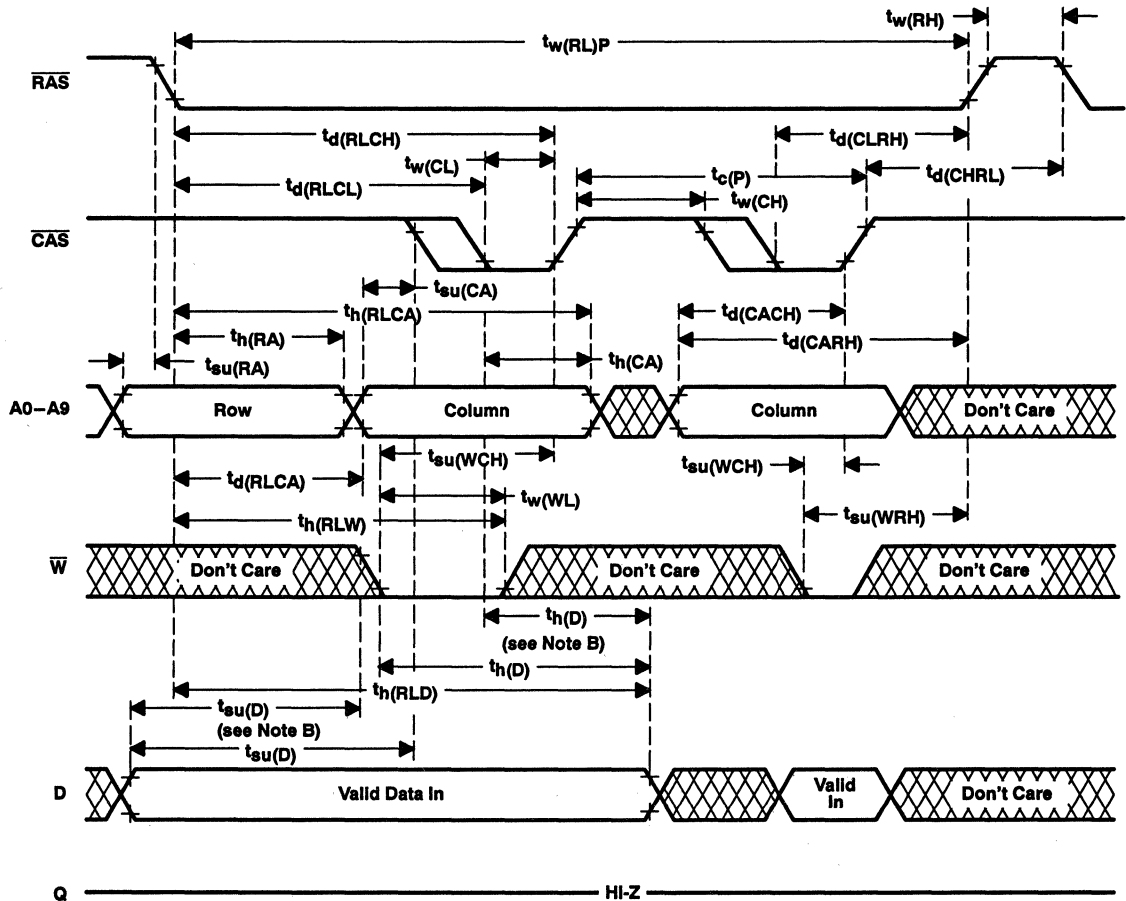 tw(RH)
tw(RL)P
RAS
td(RLCH)
td(CLRH)
tw(CL)
tc(P)
td(CHRL)
td(RLCL)
tw(CH)
CAS
tsu(CA)
th(RLCA)
td(CACH)
th(RA)
td(CARH)
tsu(RA)
th(CA)
A0–A9
Row
Column
Column
Don't Care
tsu(WCH)
tsu(WCH)
td(RLCA)
tw(WL)
th(RLW)
tsu(WRH)
W
Don't Care
Don't Care
Don't Care
th(D)
(see Note B)
th(D)
th(RLD)
tsu(D)
(see Note B)
tsu(D)
D
Valid Data In
Valid
In
Don't Care
Q
HI-Z